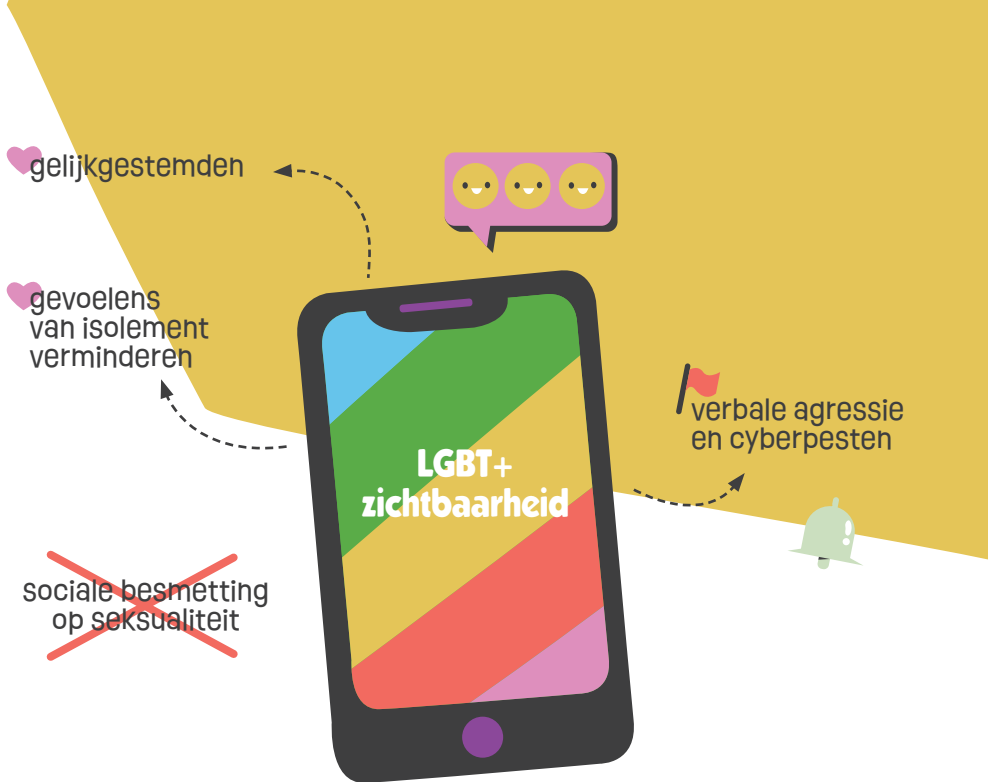 gelijkgestemden
gevoelens
van isolement
verminderen
LGBT+
zichtbaarheid
verbale agressie
en cyberpesten
sociale besmetting
op seksualiteit